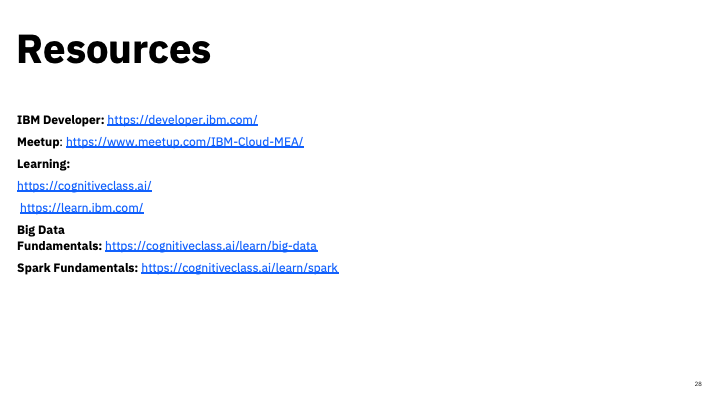 Resources
IBM Developer: https://developer.ibm.com/
Meetup: https://www.meetup.com/IBM-Cloud-MEA/
Learning:
https://cognitiveclass.ai/
https://learn.ibm.com/
Big Data
Fundamentals: https://cognitiveclass.ai/learn/big-data
Spark Fundamentals: https://cognitiveclass.ai/learn/spark
28